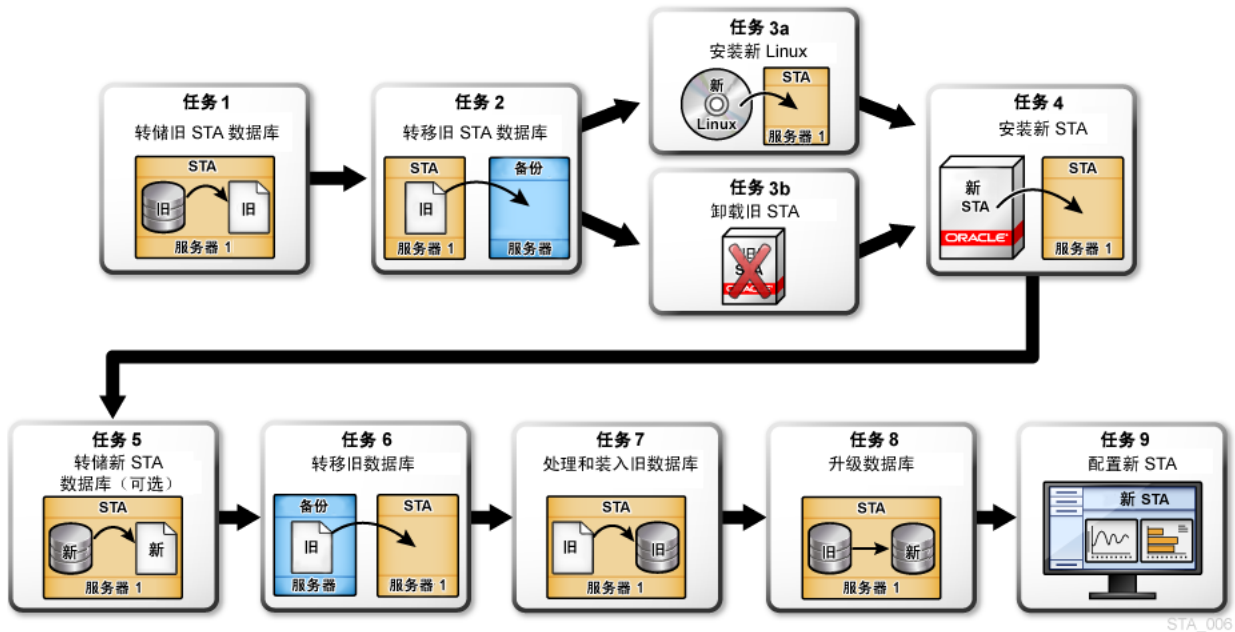 任务 1
转储旧 STA 数据库
STA
旧
旧
服务器 1
任务 2
转移旧 STA 数据库
STA
备份
旧
服务器 1
服务器
任务 3a
安装新 Linux
新
Linux
STA
服务器 1
任务 3b
卸载旧 STA
旧
STA
ORACLE
任务 4
安装新 STA
新
STA
ORACLE
STA
服务器 1
任务 5
转储新 STA
数据库（可选）
STA
新
新
服务器 1
任务 6
转移旧数据库
备份
STA
旧
服务器
服务器 1
任务 7
处理和装入旧数据库
STA
旧
旧
服务器 1
任务 8
升级数据库
STA
旧
新
服务器 1
任务 9
配置新 STA
新 STA
STA_006